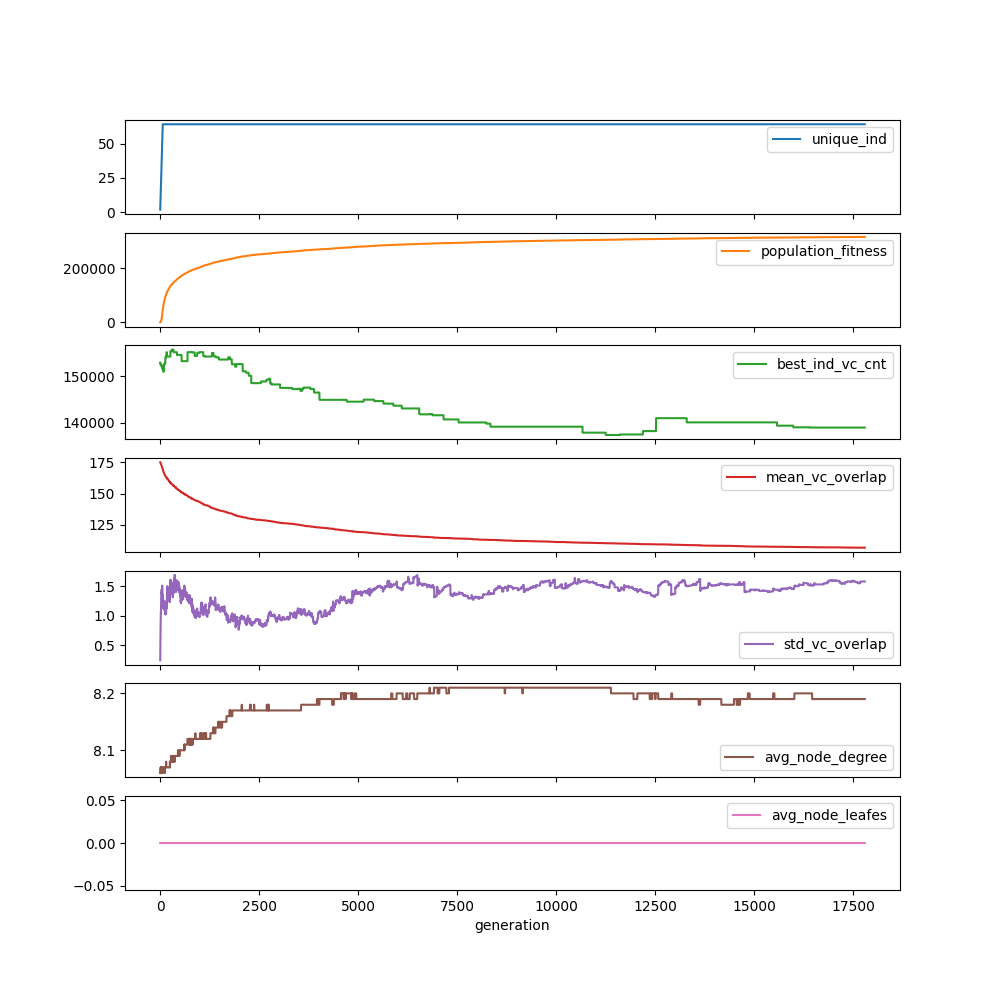 50
25
0
unique_ind
200000
0
population_fitness
150000
140000
best_ind_vc_cnt
175
150
125
mean_vc_overlap
1.5
1.0
0.5
std_vc_overlap
8.2
8.1
avg_node_degree
0.05
0.00
−0.05
avg_node_leafes
0 2500 5000 7500 10000 12500 15000 17500
generation